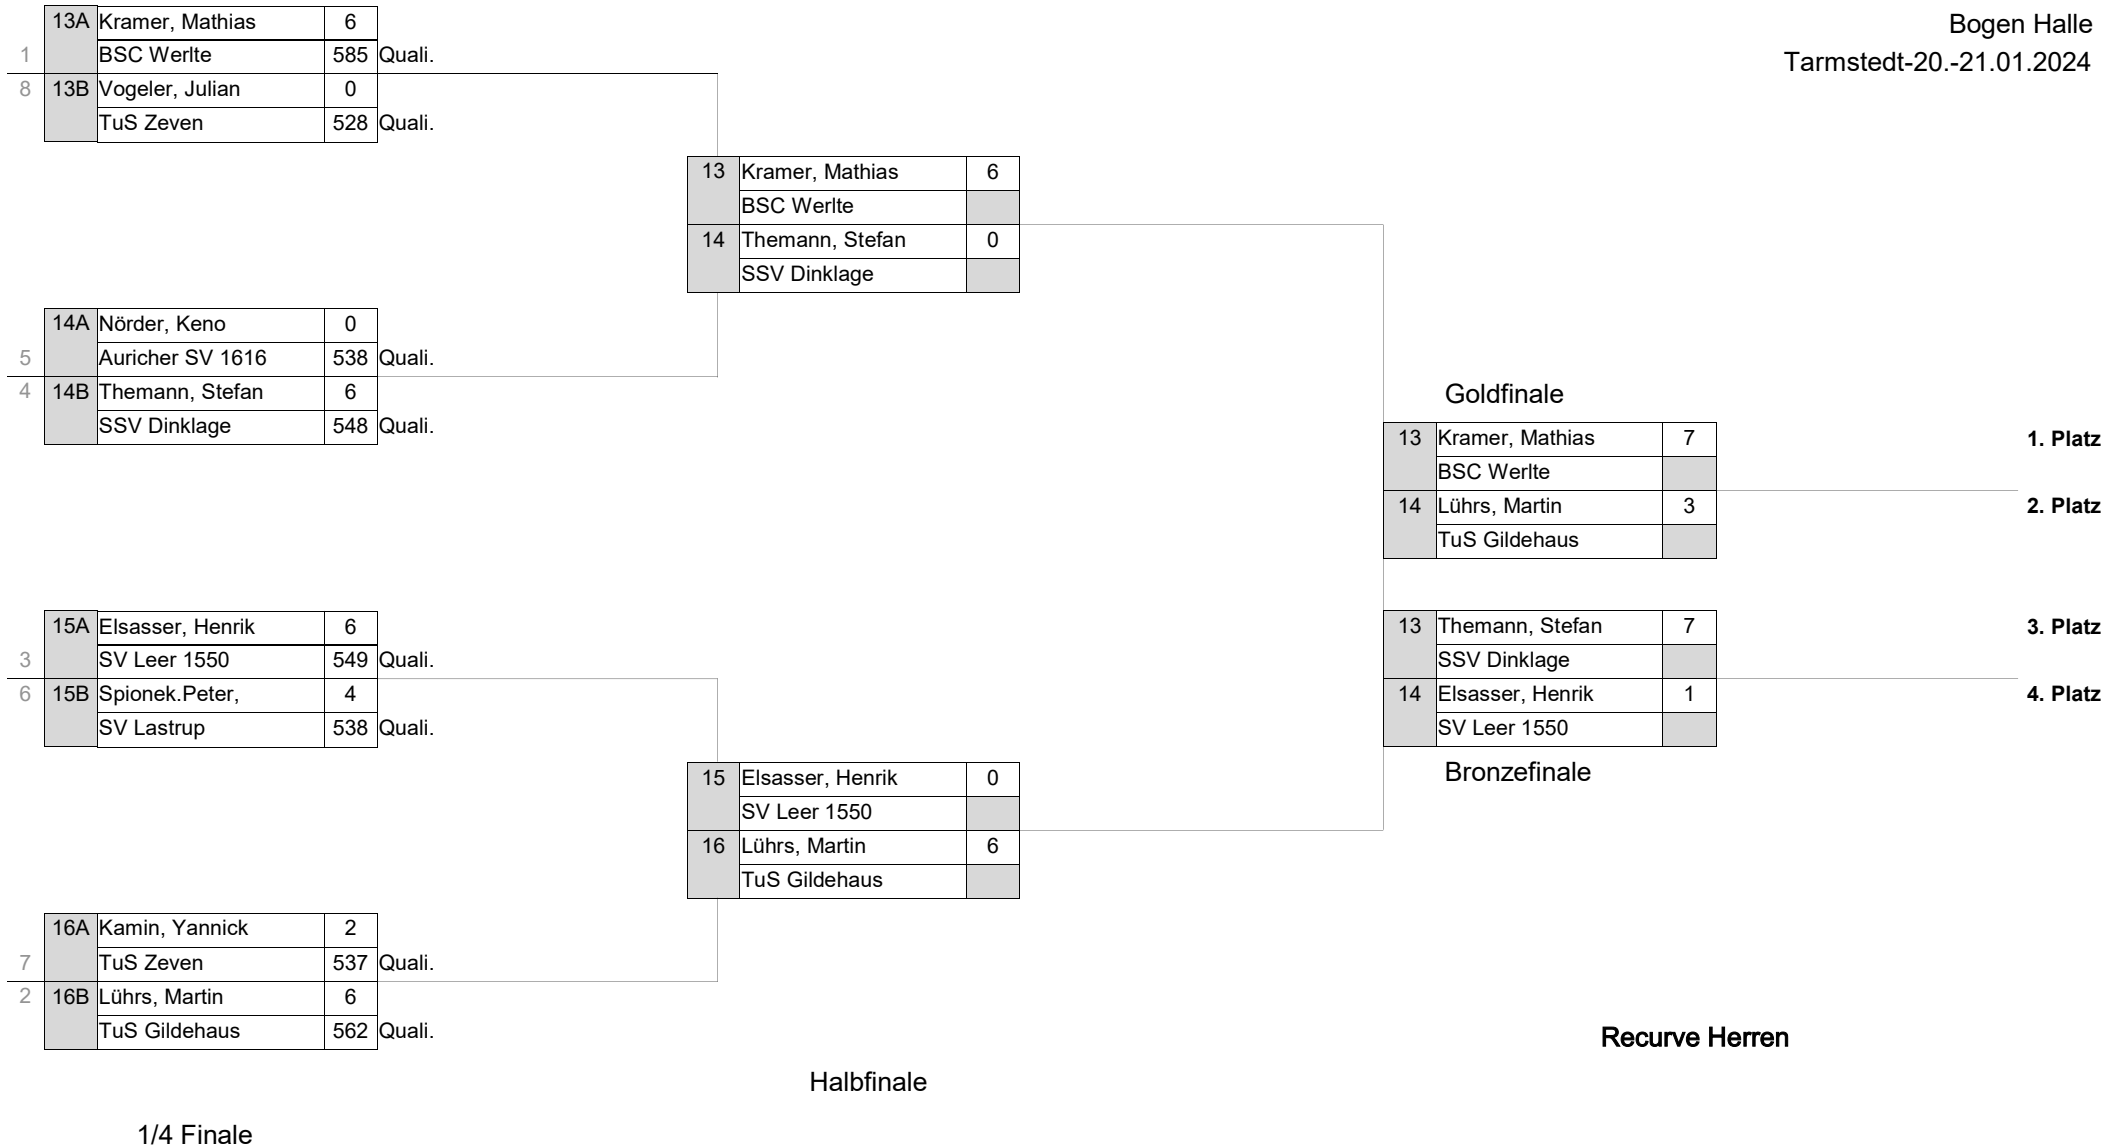 Bogen Halle
Tarmstedt-20.-21.01.2024
13A Kramer, Mathias 6
1 BSC Werlte 585 Quali.
8 13B Vogeler, Julian 0
TuS Zeven 528 Quali.
13 Kramer, Mathias 6
BSC Werlte
14 Themann, Stefan 0
SSV Dinklage
14A Nörder, Keno 0
5 Auricher SV 1616 538 Quali.
4 14B Themann, Stefan 6
SSV Dinklage 548 Quali.
Goldfinale
13 Kramer, Mathias 7 1. Platz
BSC Werlte
14 Lührs, Martin 3 2. Platz
TuS Gildehaus
15A Elsasser, Henrik 6
3 SV Leer 1550 549 Quali.
6 15B Spionek.Peter, 4
SV Lastrup 538 Quali.
13 Themann, Stefan 7 3. Platz
SSV Dinklage
14 Elsasser, Henrik 1 4. Platz
SV Leer 1550
Bronzefinale
15 Elsasser, Henrik 0
SV Leer 1550
16 Lührs, Martin 6
TuS Gildehaus
16A Kamin, Yannick 2
7 TuS Zeven 537 Quali.
2 16B Lührs, Martin 6
TuS Gildehaus 562 Quali.
Recurve Herren
Halbfinale
1/4 Finale